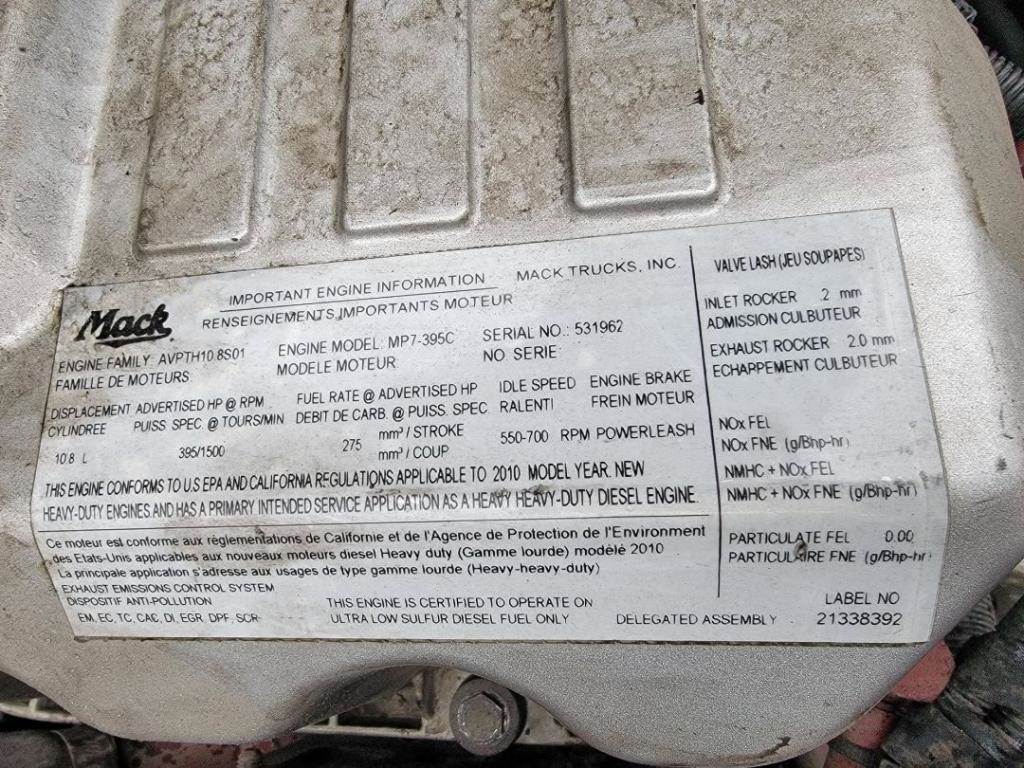 Mack
IMPORTANT ENGINE INFORMATION
MACK TRUCKS, INC.
RENSEIGNEMENTS IMPORTANTS MOTEUR
ENGINE FAMILY: AVPTH10.8S01
FAMILLE DE MOTEURS:
ENGINE MODEL: MP7-395C
MODELE MOTEUR:
SERIAL NO.: 531962
NO. SERIE:
DISPLACEMENT
CYLINDREE
10.8 L
ADVERTISED HP @ RPM
PUISS SPEC. @ TOURS/MIN
395/1500
FUEL RATE @ ADVERTISED HP
DEBIT DE CARB. @ PUISS. SPEC
275 mm³ / STROKE
mm³ / COUP
IDLE SPEED
RALENTI
550-700 RPM
ENGINE BRAKE
FREIN MOTEUR
POWERLEASH
THIS ENGINE CONFORMS TO U.S EPA AND CALIFORNIA REGULATIONS APPLICABLE TO 2010 MODEL YEAR NEW
HEAVY-DUTY ENGINES AND HAS A PRIMARY INTENDED SERVICE APPLICATION AS A HEAVY HEAVY-DUTY DIESEL ENGINE.
Ce moteur est conforme aux réglementations de Californie et de l'Agence de Protection de l'Environment
des Etats-Unis applicables aux nouveaux moteurs diesel Heavy duty (Gamme lourde) modèlé 2010
La principale application s'adresse aux usages de type gamme lourde (Heavy-heavy-duty)
EXHAUST EMISSIONS CONTROL SYSTEM
DISPOSITIF ANTI-POLLUTION
EM, EC, TC, CAC, DI, EGR, DPF, SCR
THIS ENGINE IS CERTIFIED TO OPERATE ON
ULTRA LOW SULFUR DIESEL FUEL ONLY
DELEGATED ASSEMBLY
VALVE LASH (JEU SOUPAPES)
INLET ROCKER .2 mm
ADMISSION CULBUTEUR
EXHAUST ROCKER 2.0 mm
ECHAPPEMENT CULBUTEUR
NOx FEL
NOx FNE (g/Bhp-hr)
NMHC + NOx FEL
NMHC + NOx FNE (g/Bhp-hr)
PARTICULATE FEL 0.00
PARTICULAIRE FNE (g/Bhp-hr)
LABEL NO
21338392